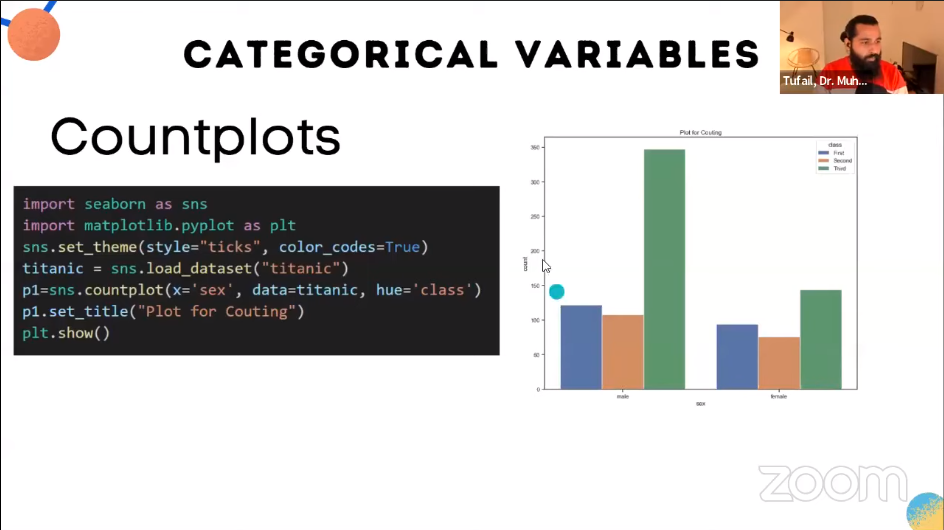 CATEGORICAL VARIABLES
Tufail, Dr. Muh...
Countplots
import seaborn as sns
import matplotlib.pyplot as plt
sns.set_theme(style="ticks", color_codes=True)
titanic = sns.load_dataset("titanic")
p1=sns.countplot(x='sex', data=titanic, hue='class')
p1.set_title("Plot for Couting")
plt.show()
Plot for Couting
class
First
Second
Third
350
300
250
200
150
100
50
0
count
male
female
sex
zoom